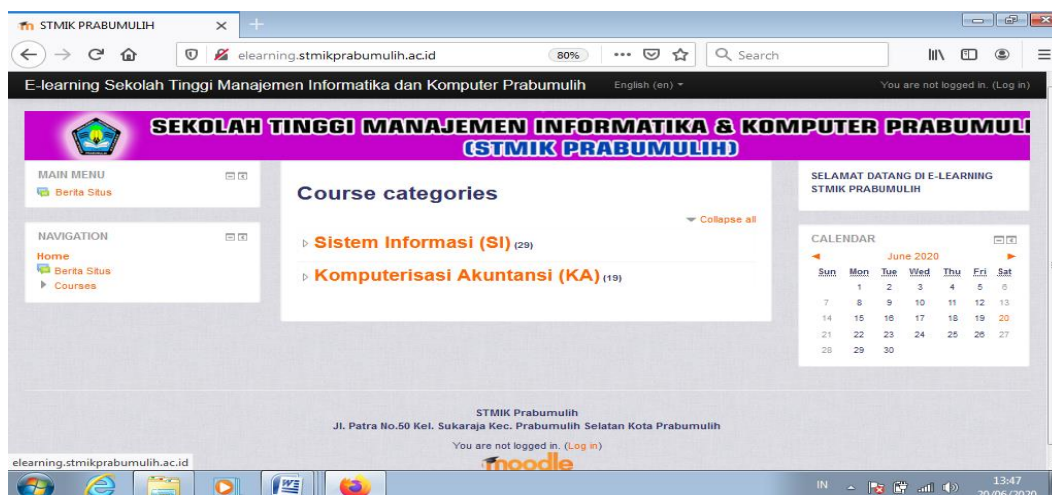 STMIK PRABUMULIH
elearning.stmikprabumulih.ac.id 80% Search
E-learning Sekolah Tinggi Manajemen Informatika dan Komputer Prabumulih English (en) You are not logged in. (Log in)
SEKOLAH TINGGI MANAJEMEN INFORMATIKA & KOMPUTER PRABUMULI
(STMIK PRABUMULIH)
MAIN MENU
Berita Situs
NAVIGATION
Home
Berita Situs
Courses
Course categories
Collapse all
Sistem Informasi (SI) (29)
Komputerisasi Akuntansi (KA) (19)
SELAMAT DATANG DI E-LEARNING
STMIK PRABUMULIH
CALENDAR
June 2020
Sun Mon Tue Wed Thu Fri Sat
1 2 3 4 5 6
7 8 9 10 11 12 13
14 15 16 17 18 19 20
21 22 23 24 25 26 27
28 29 30
STMIK Prabumulih
Jl. Patra No.50 Kel. Sukaraja Kec. Prabumulih Selatan Kota Prabumulih
You are not logged in. (Log in)
moodle
elearning.stmikprabumulih.ac.id
IN 13:47
20/06/2020